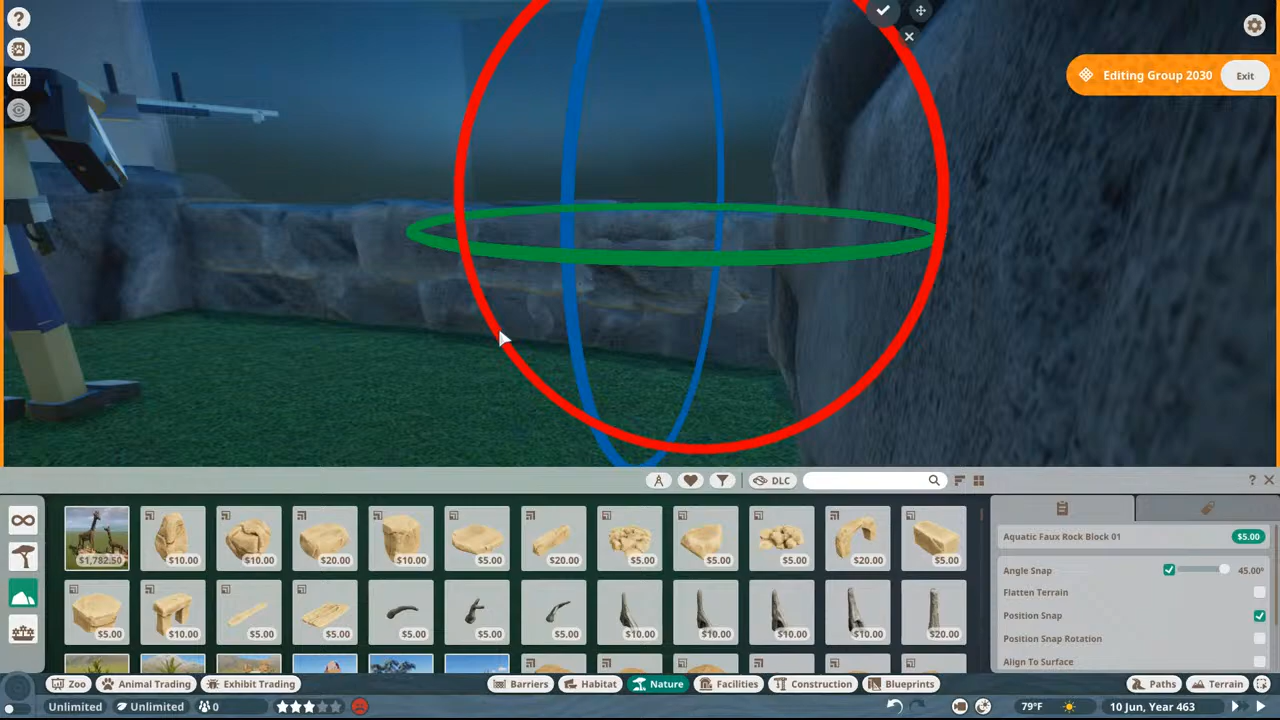 ?
Editing Group 2030 Exit
DLC
?
$1,782.50 $10.00 $10.00 $20.00 $10.00 $5.00 $20.00 $5.00 $5.00 $5.00 $20.00 $5.00
Aquatic Faux Rock Block 01 $5.00
Angle Snap 45.00°
Flatten Terrain
Position Snap
Position Snap Rotation
Align To Surface
$5.00 $10.00 $5.00 $5.00 $5.00 $5.00 $5.00 $10.00 $10.00 $10.00 $10.00 $20.00
Zoo Animal Trading Exhibit Trading Barriers Habitat Nature Facilities Construction Blueprints Paths Terrain
Unlimited Unlimited 0 79°F 10 Jun, Year 463